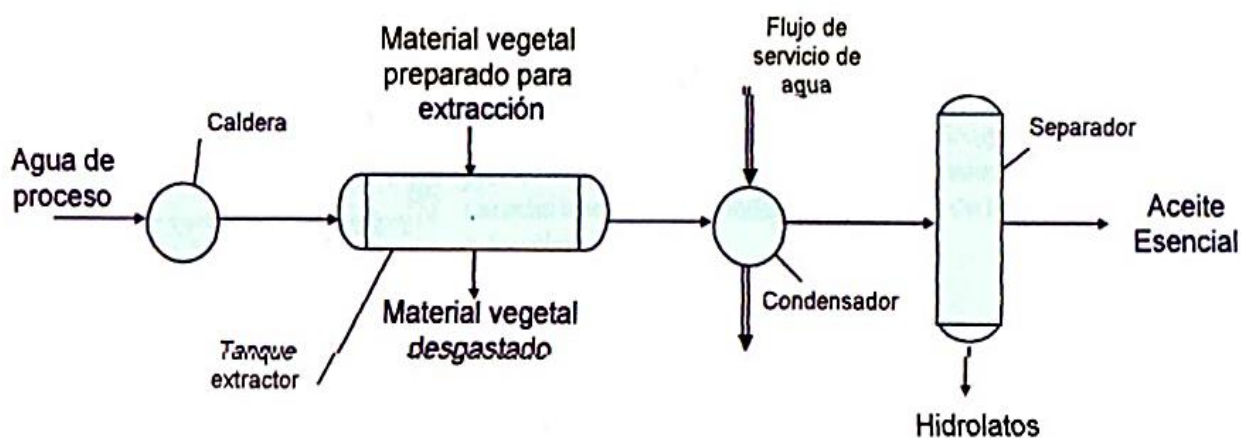 Material vegetal
preparado para
extracción
Flujo de
servicio de
agua
Caldera
Separador
Agua de
proceso
Aceite
Esencial
Condensador
Material vegetal
desgastado
Tanque
extractor
Hidrolatos